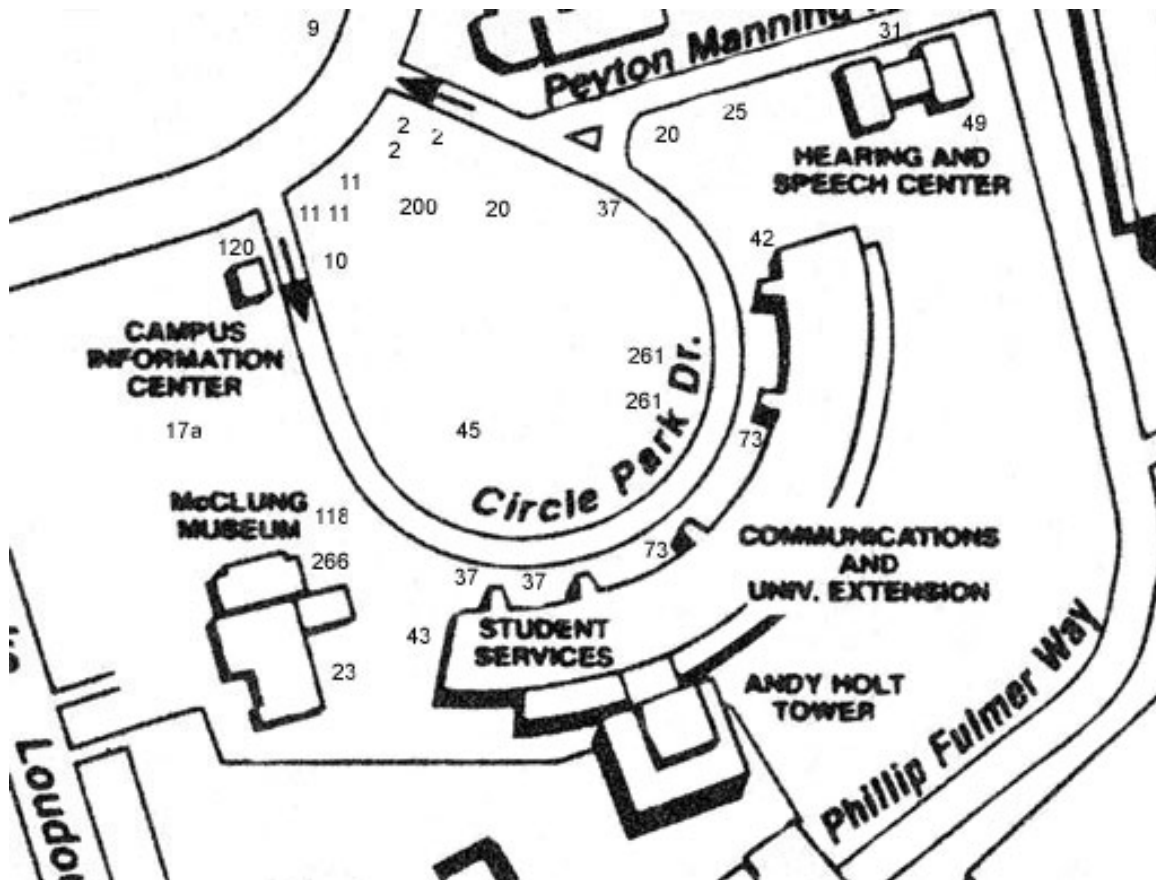 9
Peyton Manning
31
25
20
49
2
2
2
HEARING AND
SPEECH CENTER
11
11 11
200
20
37
42
120
10
CAMPUS
INFORMATION
CENTER
261
261
17a
45
73
Circle Park Dr.
McCLUNG
MUSEUM
118
266
73
COMMUNICATIONS
AND
UNIV. EXTENSION
37
37
43
STUDENT
SERVICES
23
ANDY HOLT
TOWER
Phillip Fulmer Way
Loudo